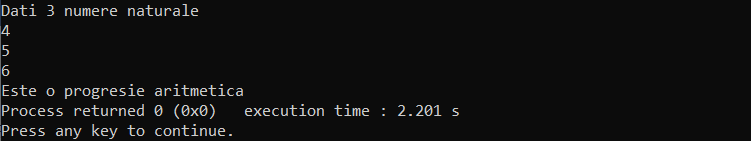 Dati 3 numere naturale
4
5
6
Este o progresie aritmetica
Process returned 0 (0x0)   execution time : 2.201 s
Press any key to continue.